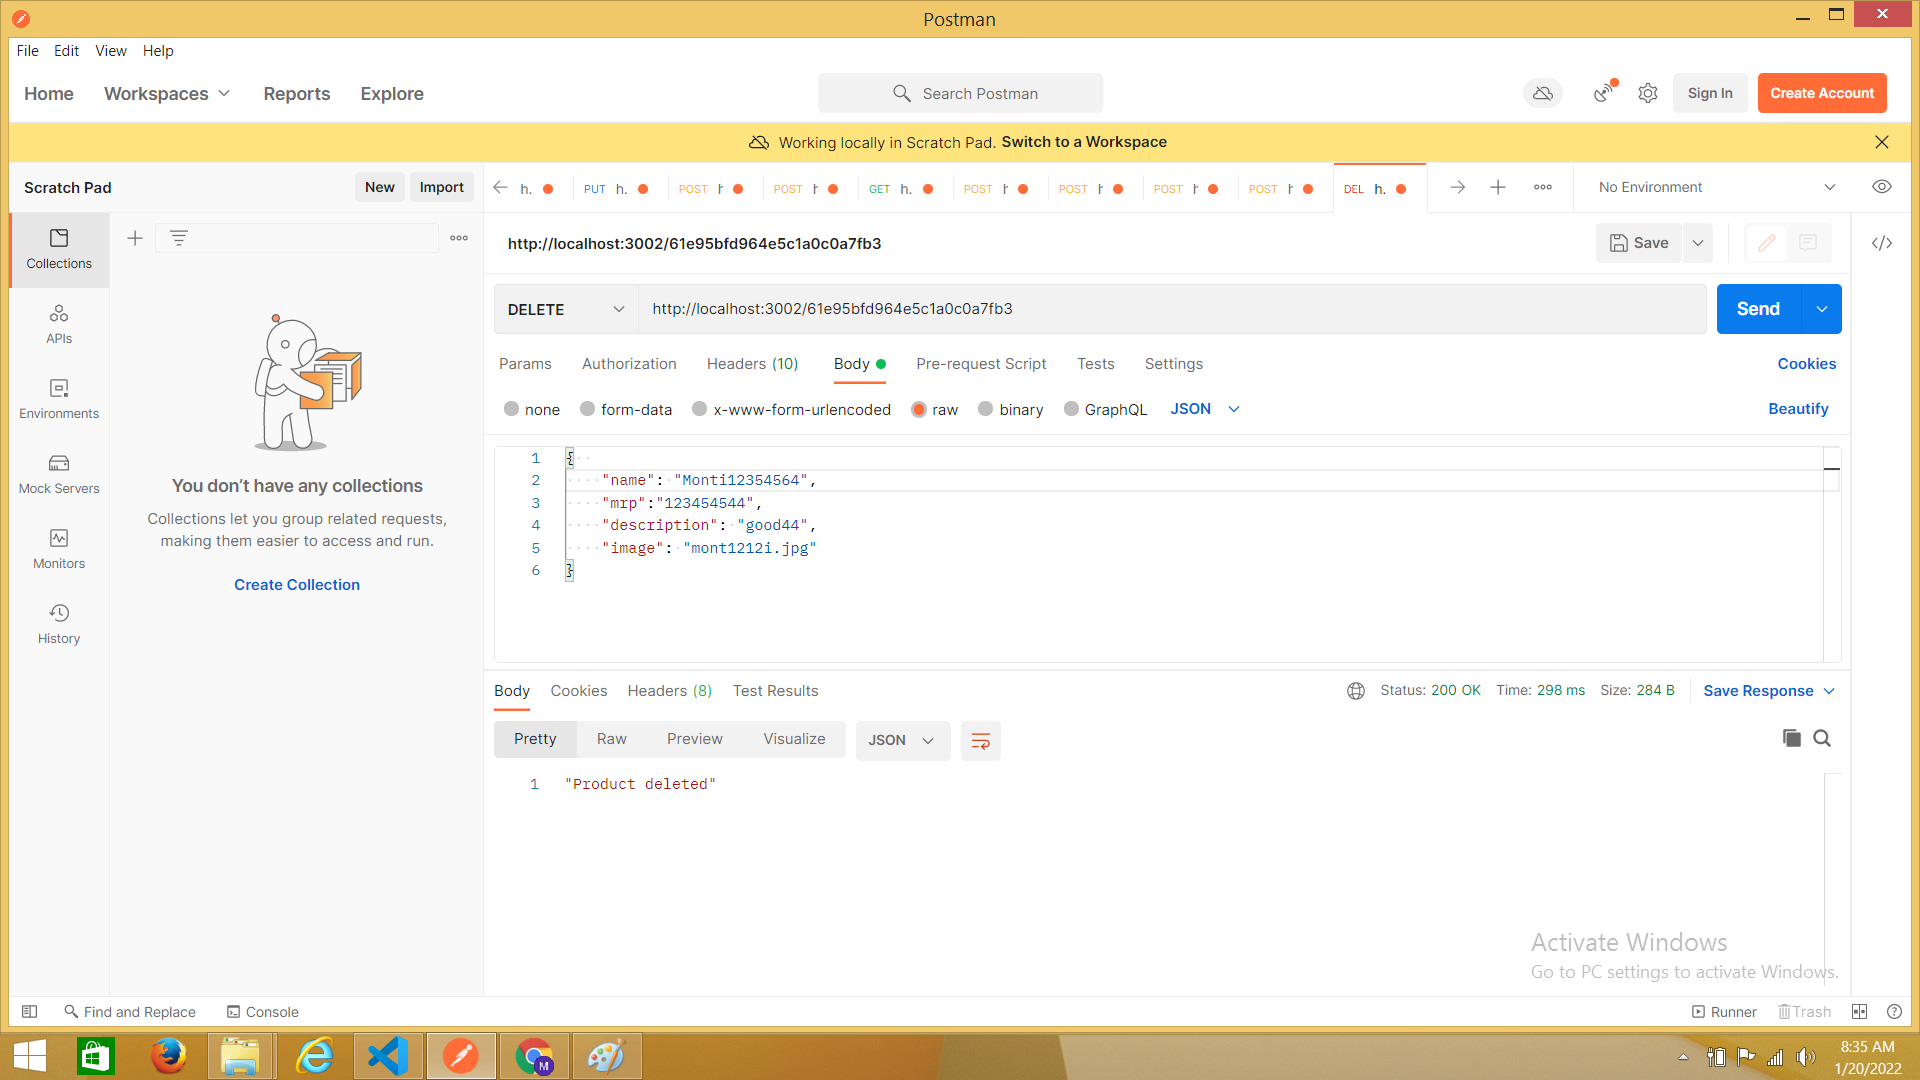 Postman
File Edit View Help
Home Workspaces Reports Explore
Search Postman
Sign In
Create Account
Working locally in Scratch Pad. Switch to a Workspace
Scratch Pad
New Import
h. PUT h. POST POST GET h. POST POST POST POST DEL h.
No Environment
http://localhost:3002/61e95bfd964e5c1a0c0a7fb3
Save
DELETE
http://localhost:3002/61e95bfd964e5c1a0c0a7fb3
Send
Params Authorization Headers (10) Body Pre-request Script Tests Settings
Cookies
none form-data x-www-form-urlencoded raw binary GraphQL JSON
Beautify
1 {
2 "name": "Monti12354564",
3 "mrp":"123454544",
4 "description": "good44",
5 "image": "mont1212i.jpg"
6 }
Collections
APIs
Environments
Mock Servers
Monitors
History
You don't have any collections
Collections let you group related requests,
making them easier to access and run.
Create Collection
Body Cookies Headers (8) Test Results
Status: 200 OK Time: 298 ms Size: 284 B
Save Response
Pretty Raw Preview Visualize JSON
1 "Product deleted"
Activate Windows
Go to PC settings to activate Windows.
Find and Replace Console
Runner Trash
M
8:35 AM
1/20/2022